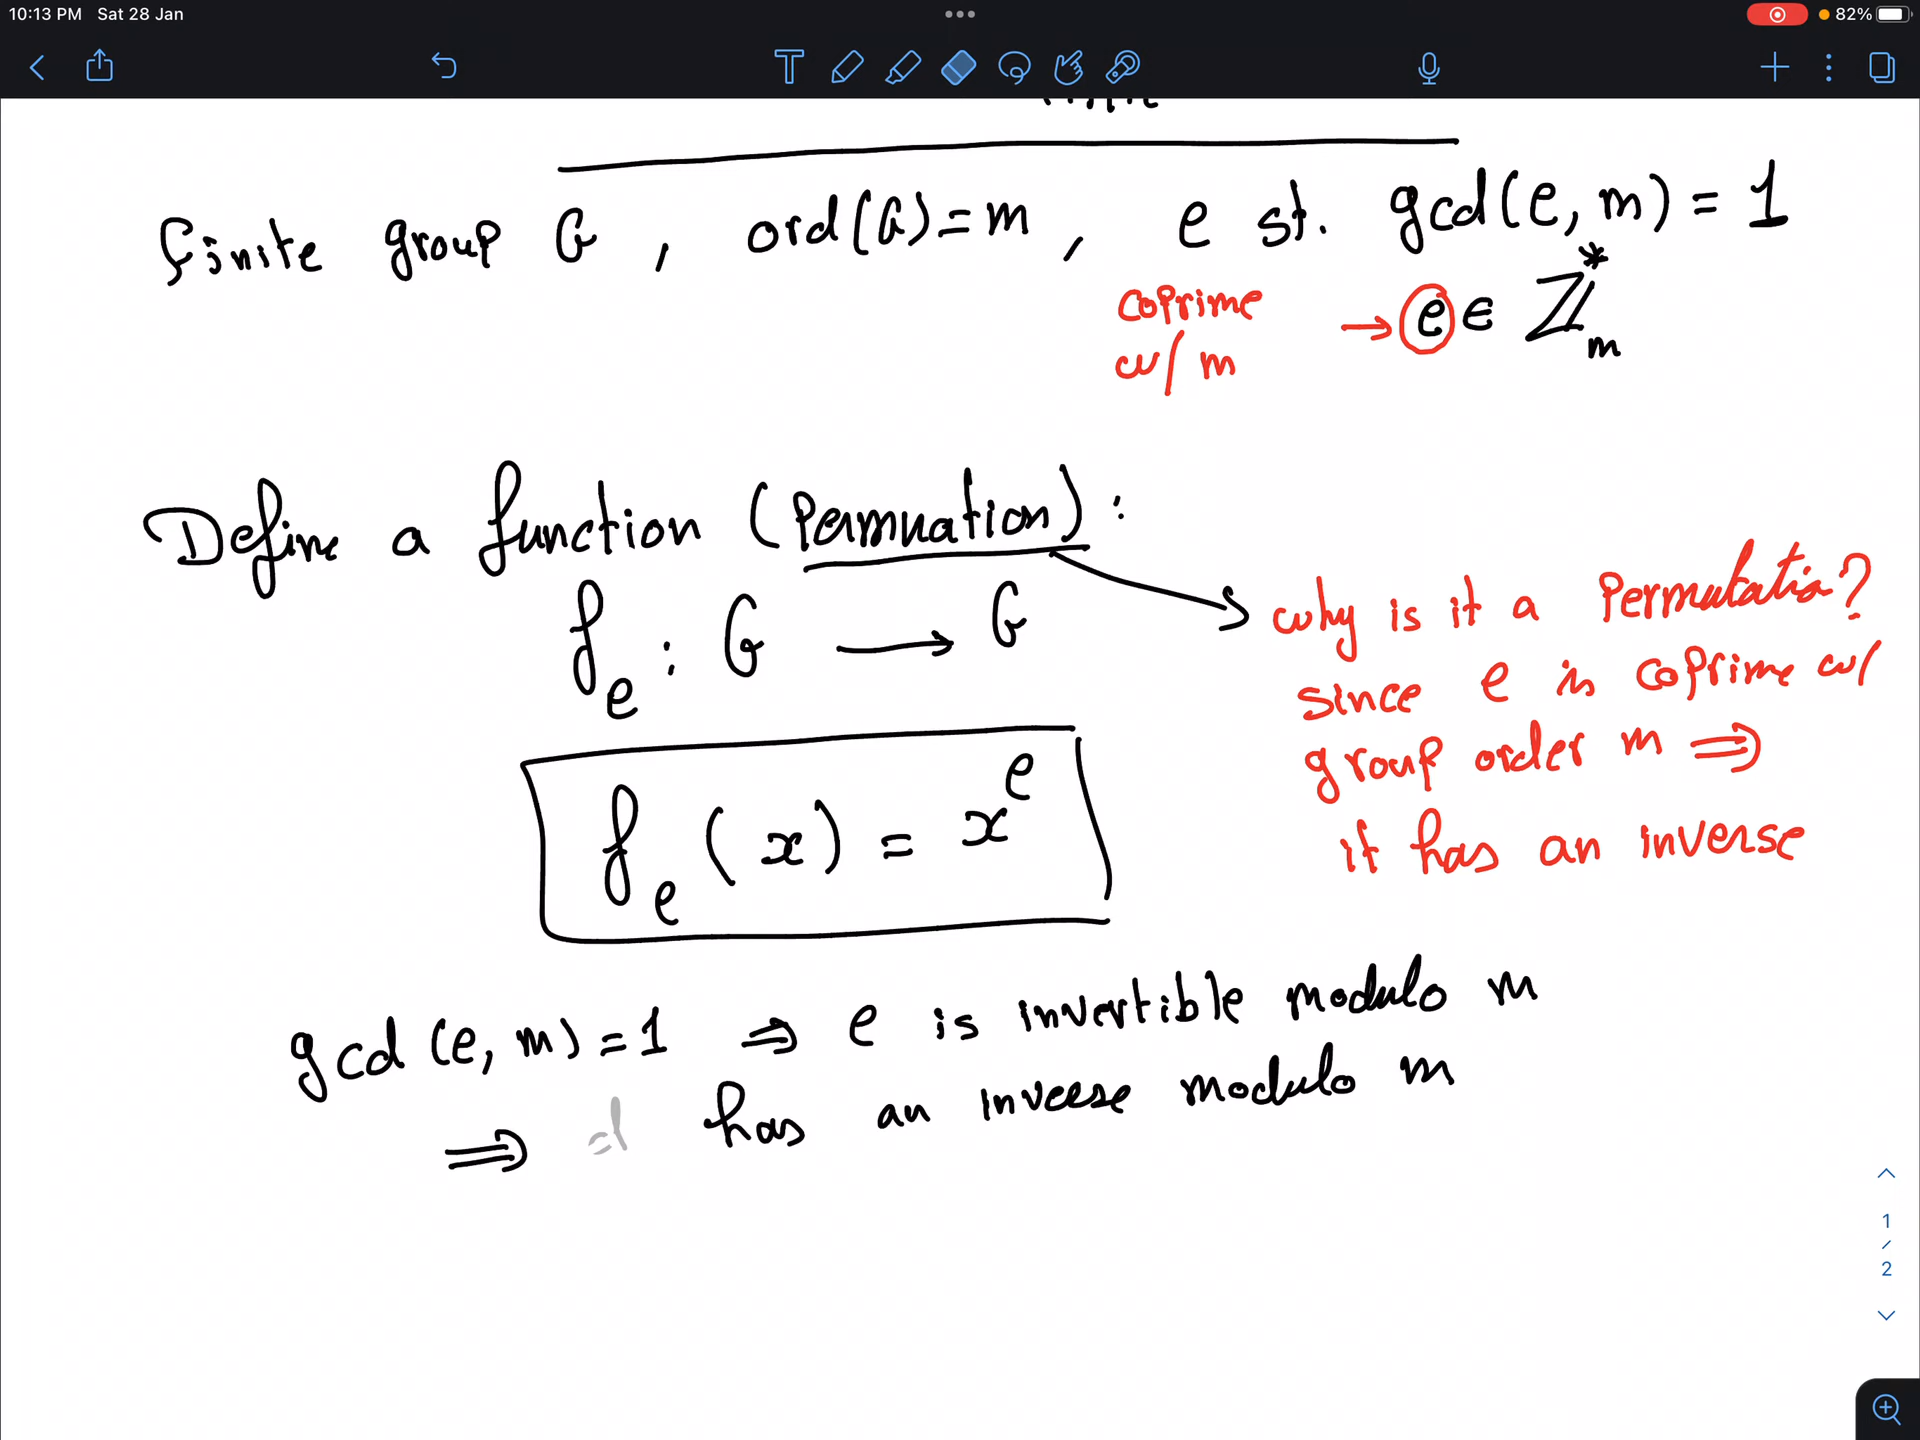 10:13 PM Sat 28 Jan
82%
T
finite group G , ord(G)=m , e st. gcd(e, m) = 1
coprime → e ∈ ℤ*ₘ
w/ m
Define a function (Permuation) :
fₑ : G → G
why is it a Permutation?
since e is coprime w/
group order m ⇒
it has an inverse
fₑ (x) = xᵉ
gcd (e, m) = 1 ⇒ e is invertible modulo m
⇒ has an inverse modulo m
1
/
2